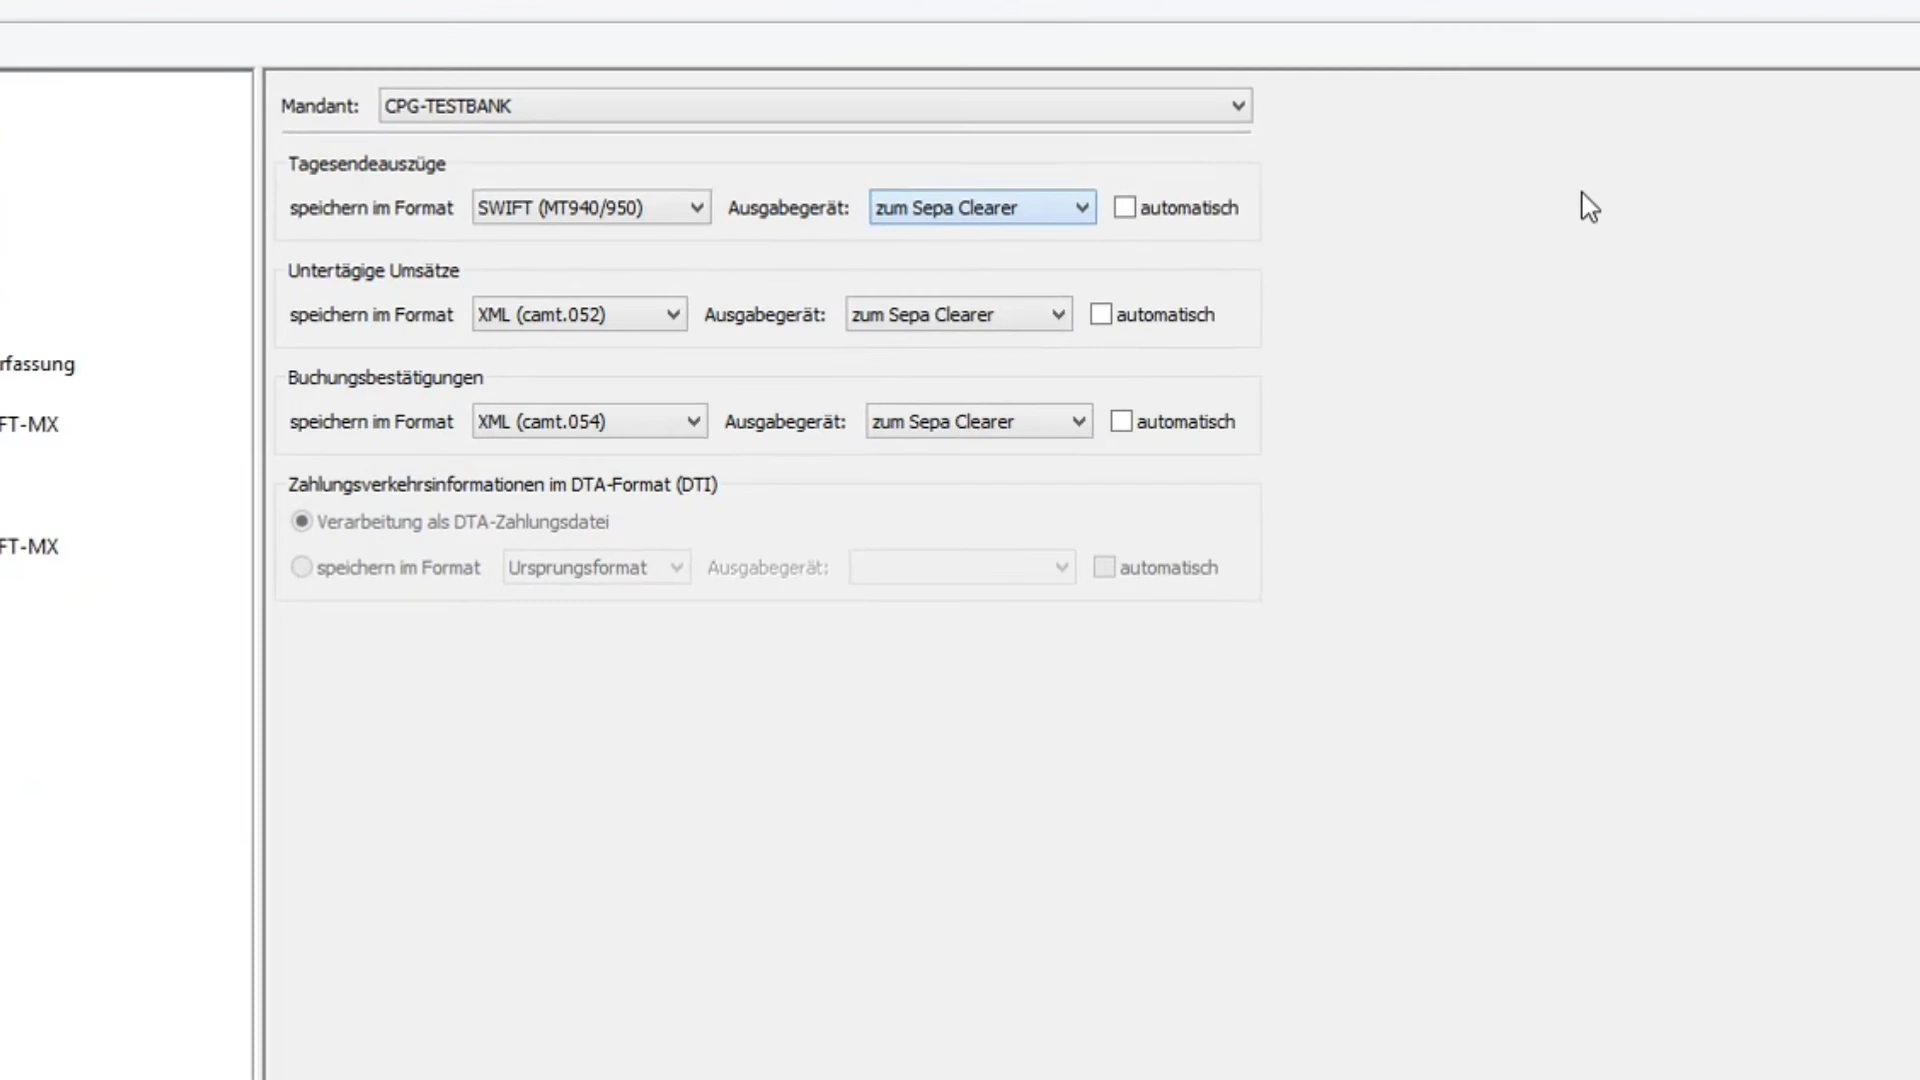 Mandant: CPG-TESTBANK
Tagesendeauszüge
speichern im Format SWIFT (MT940/950) Ausgabegerät: zum Sepa Clearer automatisch
Untertägige Umsätze
speichern im Format XML (camt.052) Ausgabegerät: zum Sepa Clearer automatisch
rfassung
Buchungsbestätigungen
speichern im Format XML (camt.054) Ausgabegerät: zum Sepa Clearer automatisch
FT-MX
Zahlungsverkehrsinformationen im DTA-Format (DTI)
Verarbeitung als DTA-Zahlungsdatei
FT-MX
speichern im Format Ursprungsformat Ausgabegerät: automatisch